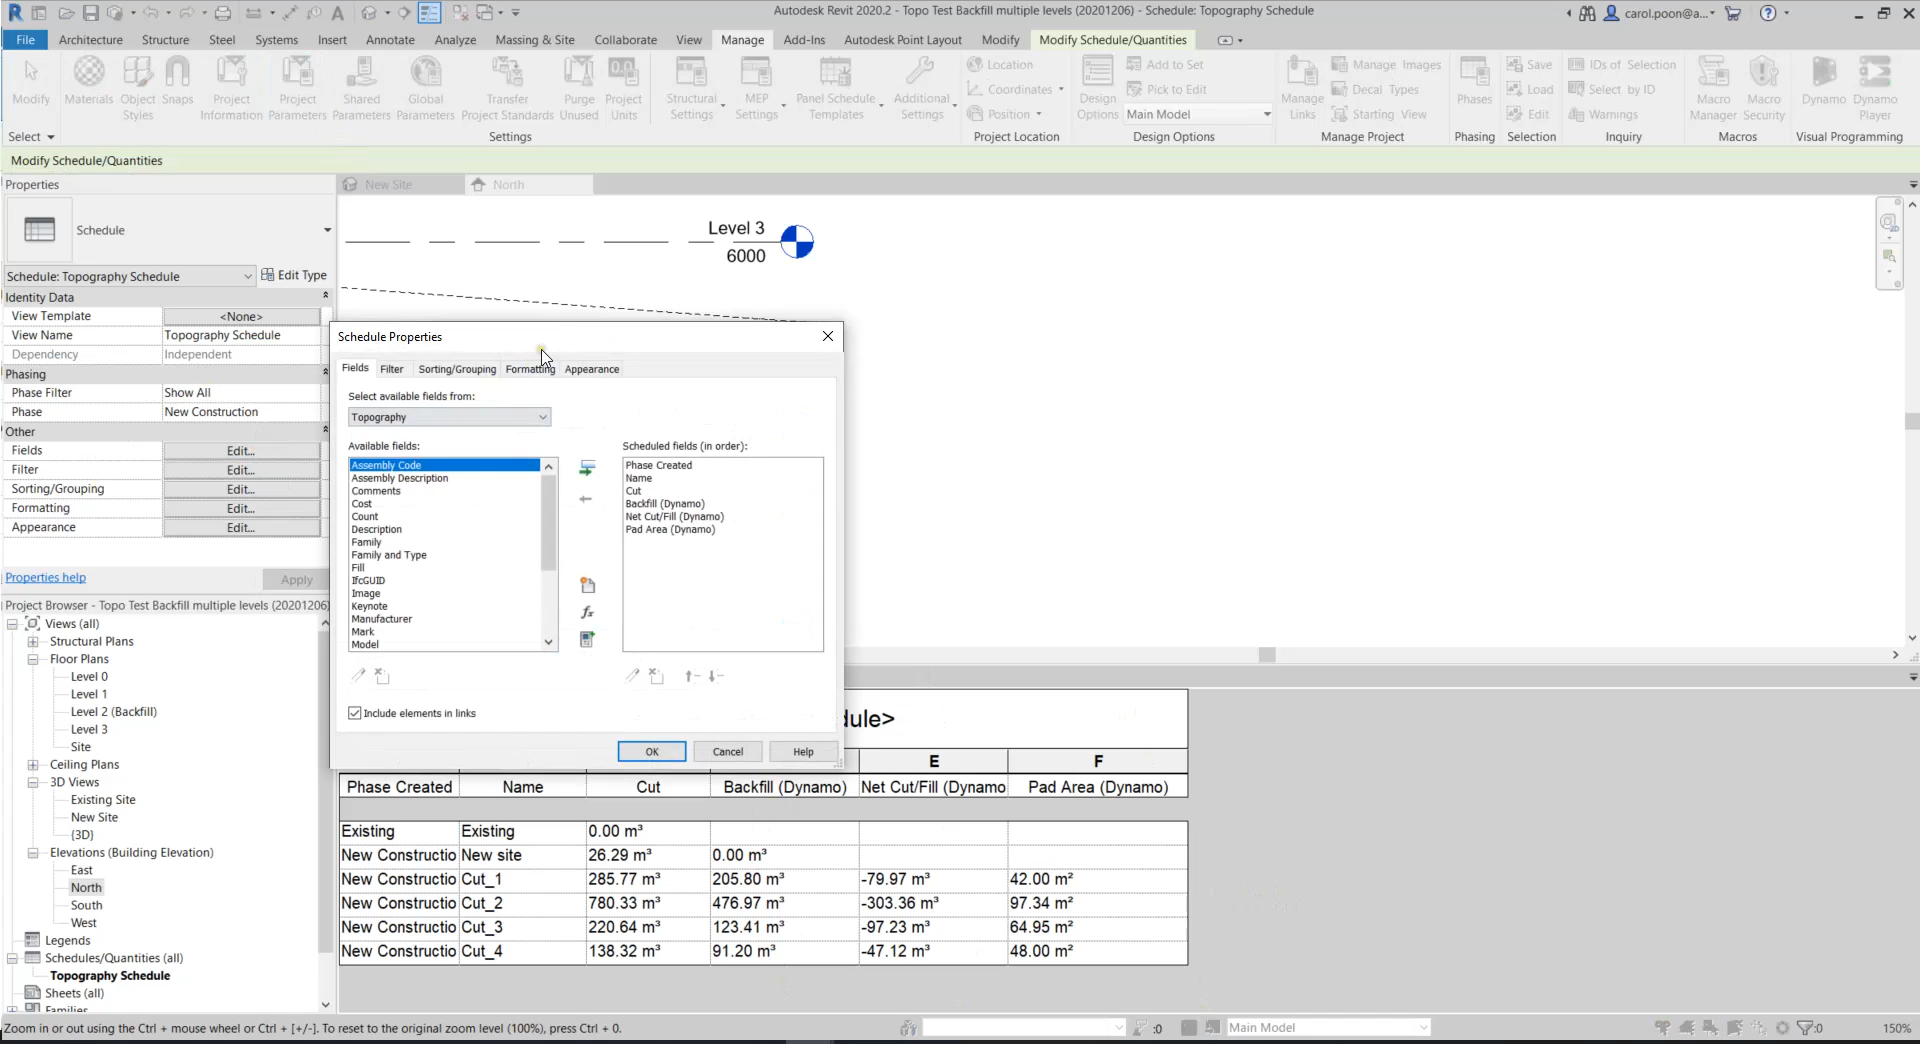 Autodesk Revit 2020.2 - Topo Test Backfill multiple levels (20201206) - Schedule: Topography Schedule
carol.poon@a...
File Architecture Structure Steel Systems Insert Annotate Analyze Massing & Site Collaborate View Manage Add-Ins Autodesk Point Layout Modify Modify Schedule/Quantities
Modify
Materials
Object Styles
Snaps
Project Information
Project Parameters
Shared Parameters
Global Parameters
Transfer Project Standards
Purge Unused
Project Units
Structural Settings
MEP Settings
Panel Schedule Templates
Additional Settings
Location
Coordinates
Position
Design Options
Add to Set
Pick to Edit
Main Model
Manage Links
Manage Images
Decal Types
Starting View
Phases
Save
Load
Edit
IDs of Selection
Select by ID
Warnings
Macro Manager
Macro Security
Dynamo
Dynamo Player
Select Settings Project Location Design Options Manage Project Phasing Selection Inquiry Macros Visual Programming
Modify Schedule/Quantities
Properties
Schedule
Schedule: Topography Schedule Edit Type
Identity Data
View Template <None>
View Name Topography Schedule
Dependency Independent
Phasing
Phase Filter Show All
Phase New Construction
Other
Fields Edit...
Filter Edit...
Sorting/Grouping Edit...
Formatting Edit...
Appearance Edit...
Properties help Apply
Project Browser - Topo Test Backfill multiple levels (20201206)
Views (all)
Structural Plans
Floor Plans
Level 0
Level 1
Level 2 (Backfill)
Level 3
Site
Ceiling Plans
3D Views
Existing Site
New Site
{3D}
Elevations (Building Elevation)
East
North
South
West
Legends
Schedules/Quantities (all)
Topography Schedule
Sheets (all)
Families
New Site North
Level 3
6000
Schedule Properties
Fields Filter Sorting/Grouping Formatting Appearance
Select available fields from:
Topography
Available fields:
Assembly Code
Assembly Description
Comments
Cost
Count
Description
Family
Family and Type
Fill
IfcGUID
Image
Keynote
Manufacturer
Mark
Model
fx
Scheduled fields (in order):
Phase Created
Name
Cut
Backfill (Dynamo)
Net Cut/Fill (Dynamo)
Pad Area (Dynamo)
Include elements in links
OK Cancel Help
dule>
E F
Phase Created Name Cut Backfill (Dynamo) Net Cut/Fill (Dynamo Pad Area (Dynamo)
Existing Existing 0.00 m³
New Constructio New site 26.29 m³ 0.00 m³
New Constructio Cut_1 285.77 m³ 205.80 m³ -79.97 m³ 42.00 m²
New Constructio Cut_2 780.33 m³ 476.97 m³ -303.36 m³ 97.34 m²
New Constructio Cut_3 220.64 m³ 123.41 m³ -97.23 m³ 64.95 m²
New Constructio Cut_4 138.32 m³ 91.20 m³ -47.12 m³ 48.00 m²
Zoom in or out using the Ctrl + mouse wheel or Ctrl + [+/-]. To reset to the original zoom level (100%), press Ctrl + 0.
:0 Main Model :0 150%